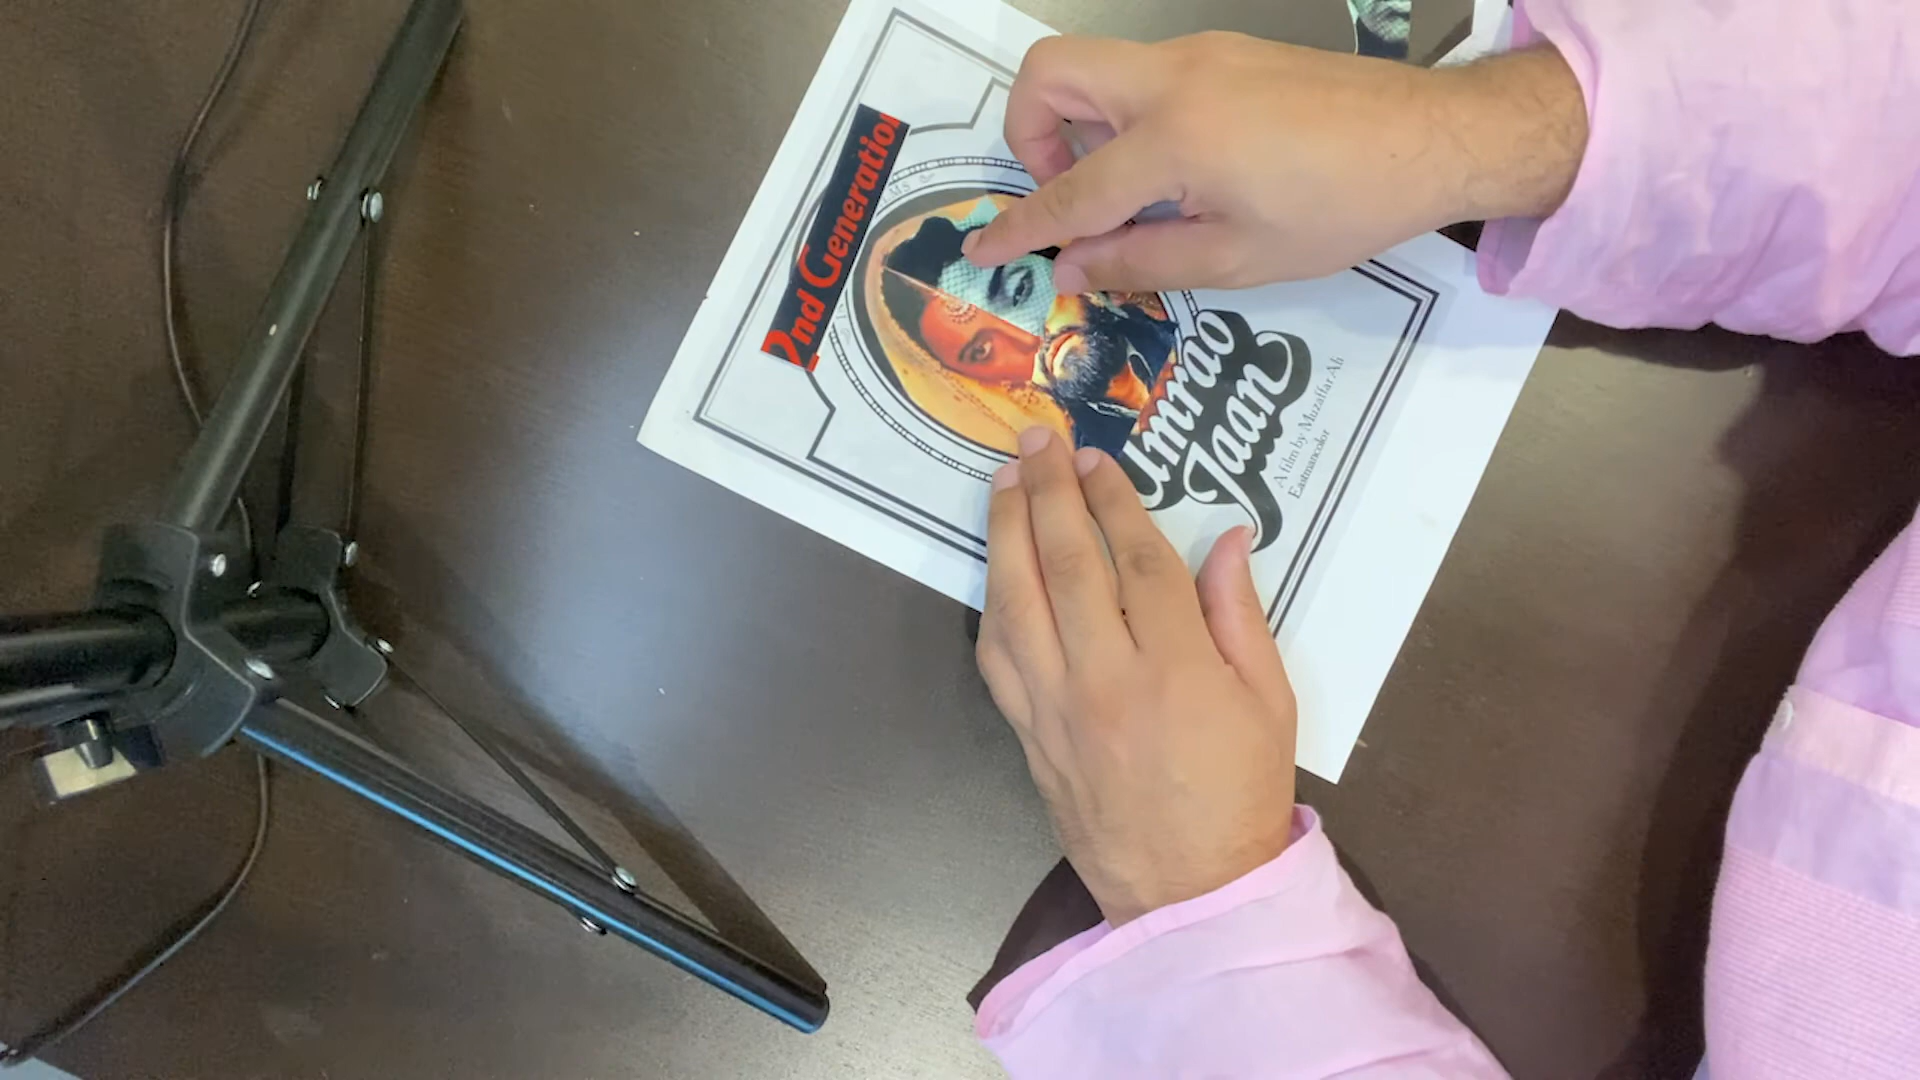 2nd Generation
Umrao
Jaan
A film by Muzaffar Ali
Eastmancolor